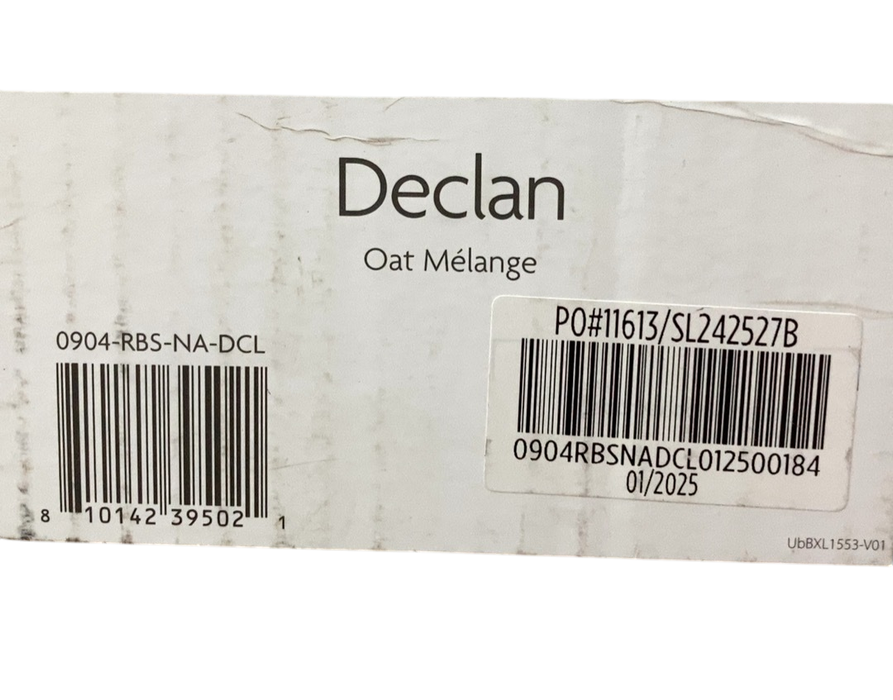 Declan
Oat Mélange
0904-RBS-NA-DCL
8 10142 39502 1
PO#11613/SL242527B
0904RBSNADCL012500184
01/2025
UbBXL1553-V01